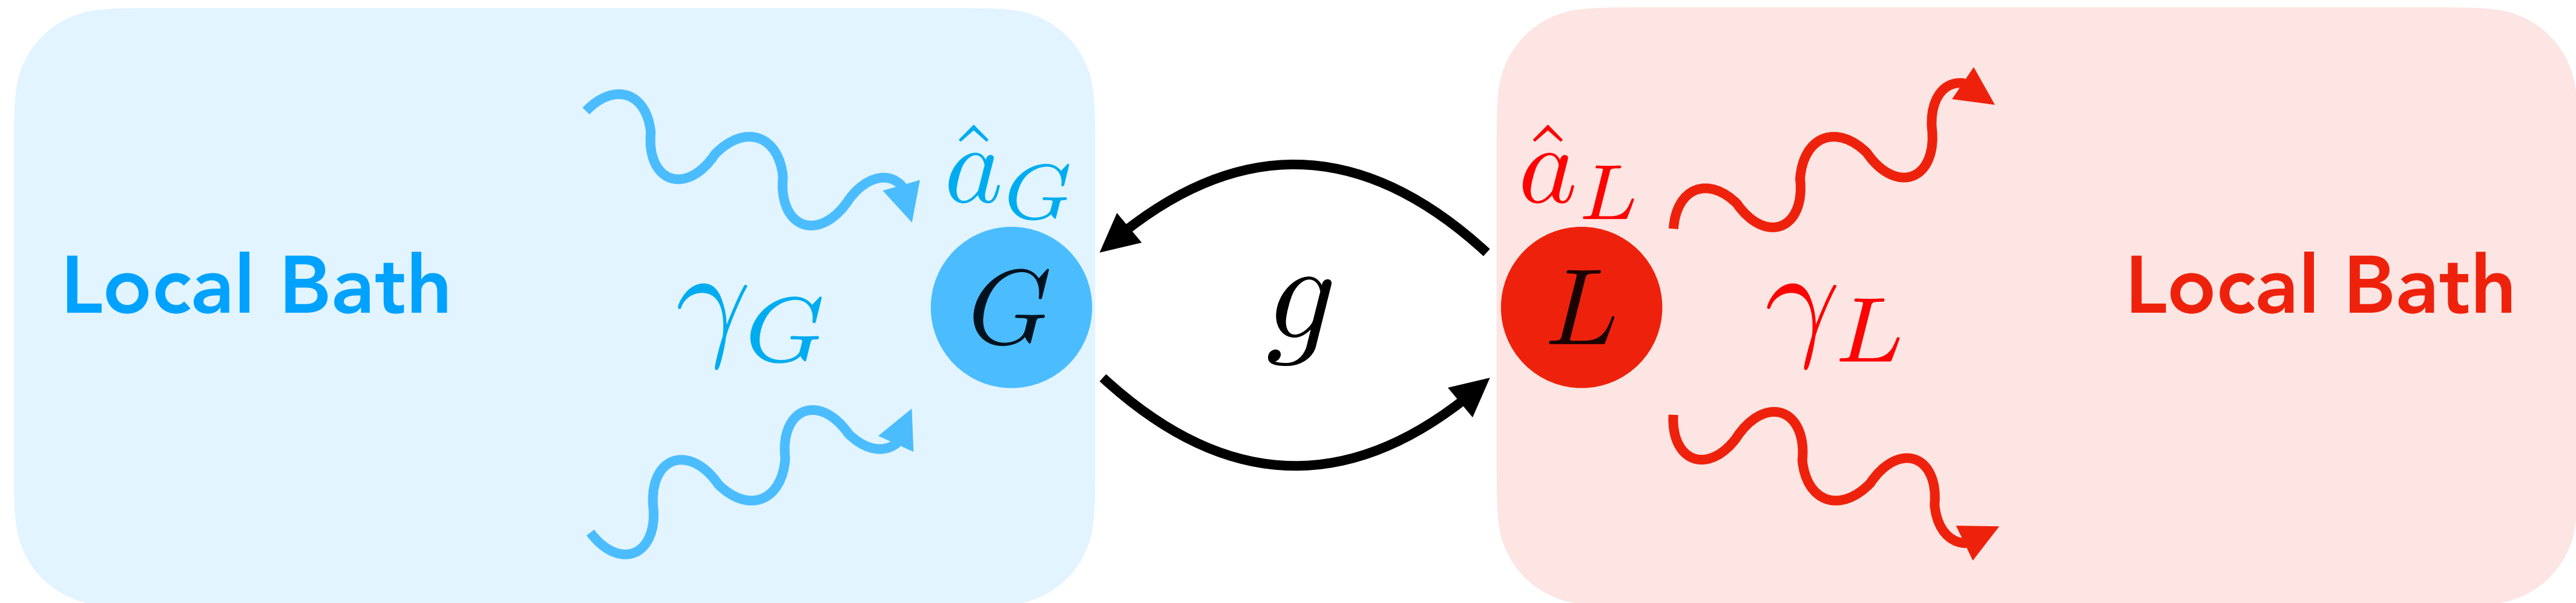 Local Bath
γ_G
â_G
G
g
â_L
L
γ_L
Local Bath